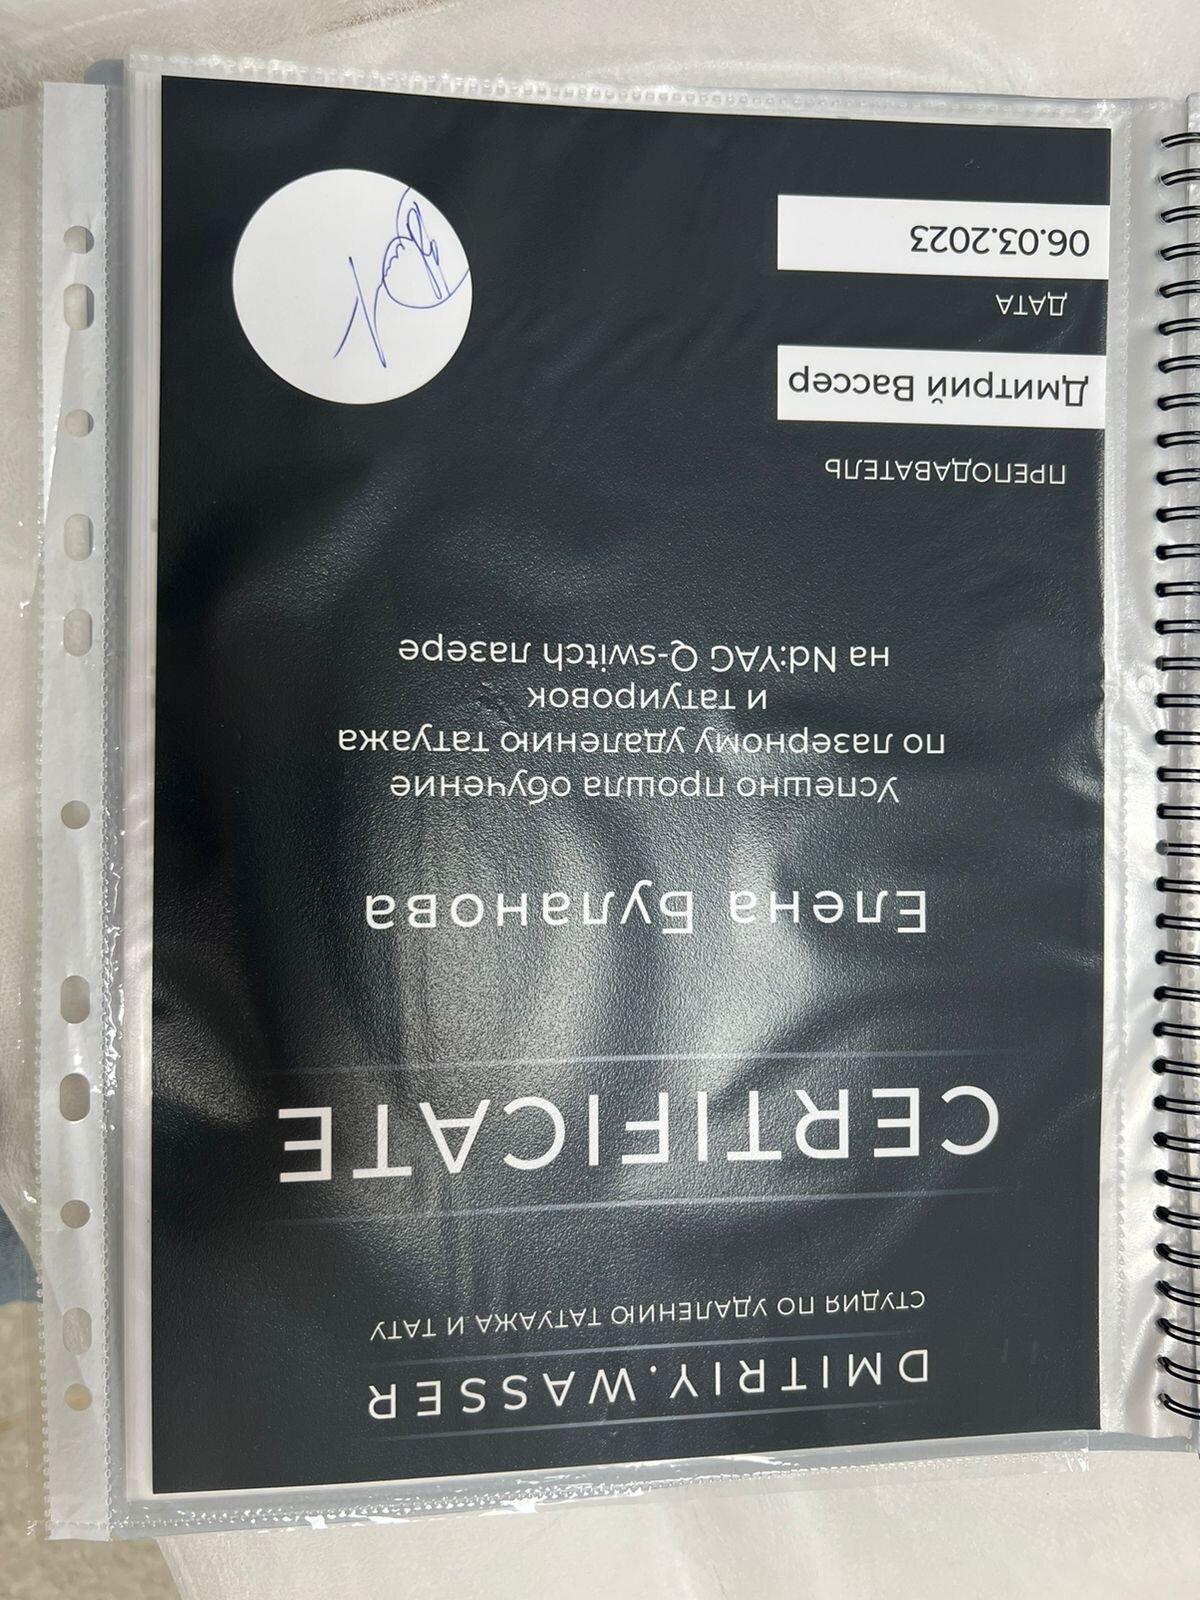 DMITRIY.WASSER
СТУДИЯ ПО УДАЛЕНИЮ ТАТУАЖА И ТАТУ
CERTIFICATE
Елена Буланова
Успешно прошла обучение
по лазерному удалению татуажа
и татуировок
на Nd:YAG Q-switch лазере
ПРЕПОДАВАТЕЛЬ
Дмитрий Вассер
ДАТА
06.03.2023